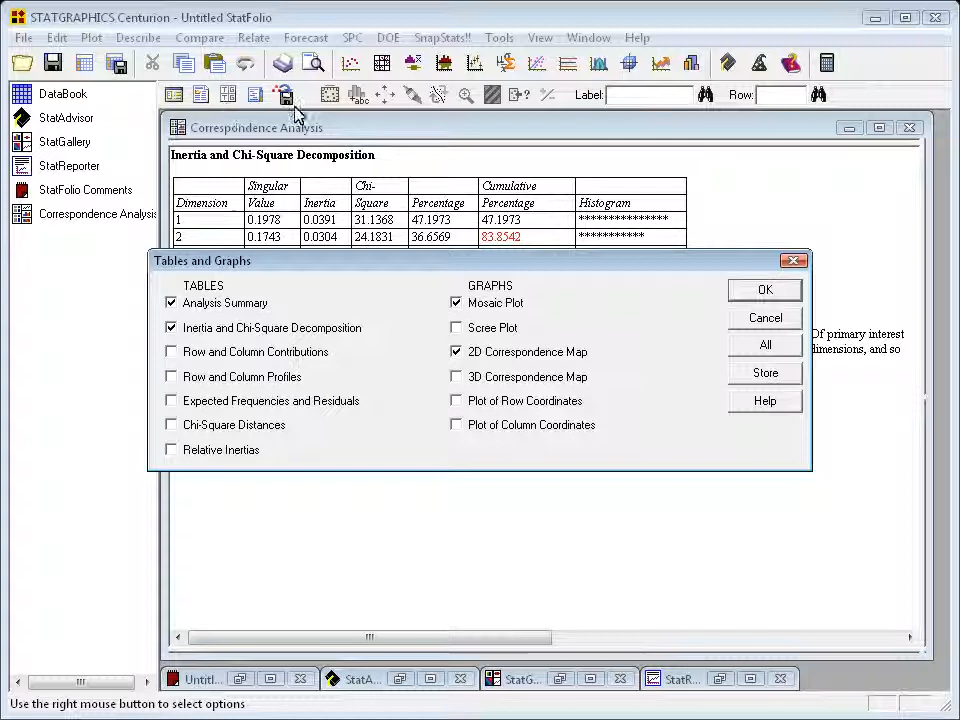 STATGRAPHICS Centurion - Untitled StatFolio
File Edit Plot Describe Compare Relate Forecast SPC DOE SnapStats!! Tools View Window Help
Label: Row:
DataBook
StatAdvisor
StatGallery
StatReporter
StatFolio Comments
Correspondence Analysis
Correspondence Analysis
Inertia and Chi-Square Decomposition
Singular Chi- Cumulative
Dimension Value Inertia Square Percentage Percentage Histogram
1 0.1978 0.0391 31.1368 47.1973 47.1973 ***************
2 0.1743 0.0304 24.1831 36.6569 83.8542 ***********
Tables and Graphs
TABLES
Analysis Summary
Inertia and Chi-Square Decomposition
Row and Column Contributions
Row and Column Profiles
Expected Frequencies and Residuals
Chi-Square Distances
Relative Inertias
GRAPHS
Mosaic Plot
Scree Plot
2D Correspondence Map
3D Correspondence Map
Plot of Row Coordinates
Plot of Column Coordinates
OK
Cancel
All
Store
Help
Of primary interest
dimensions, and so
Untitl... StatA... StatG... StatR...
Use the right mouse button to select options